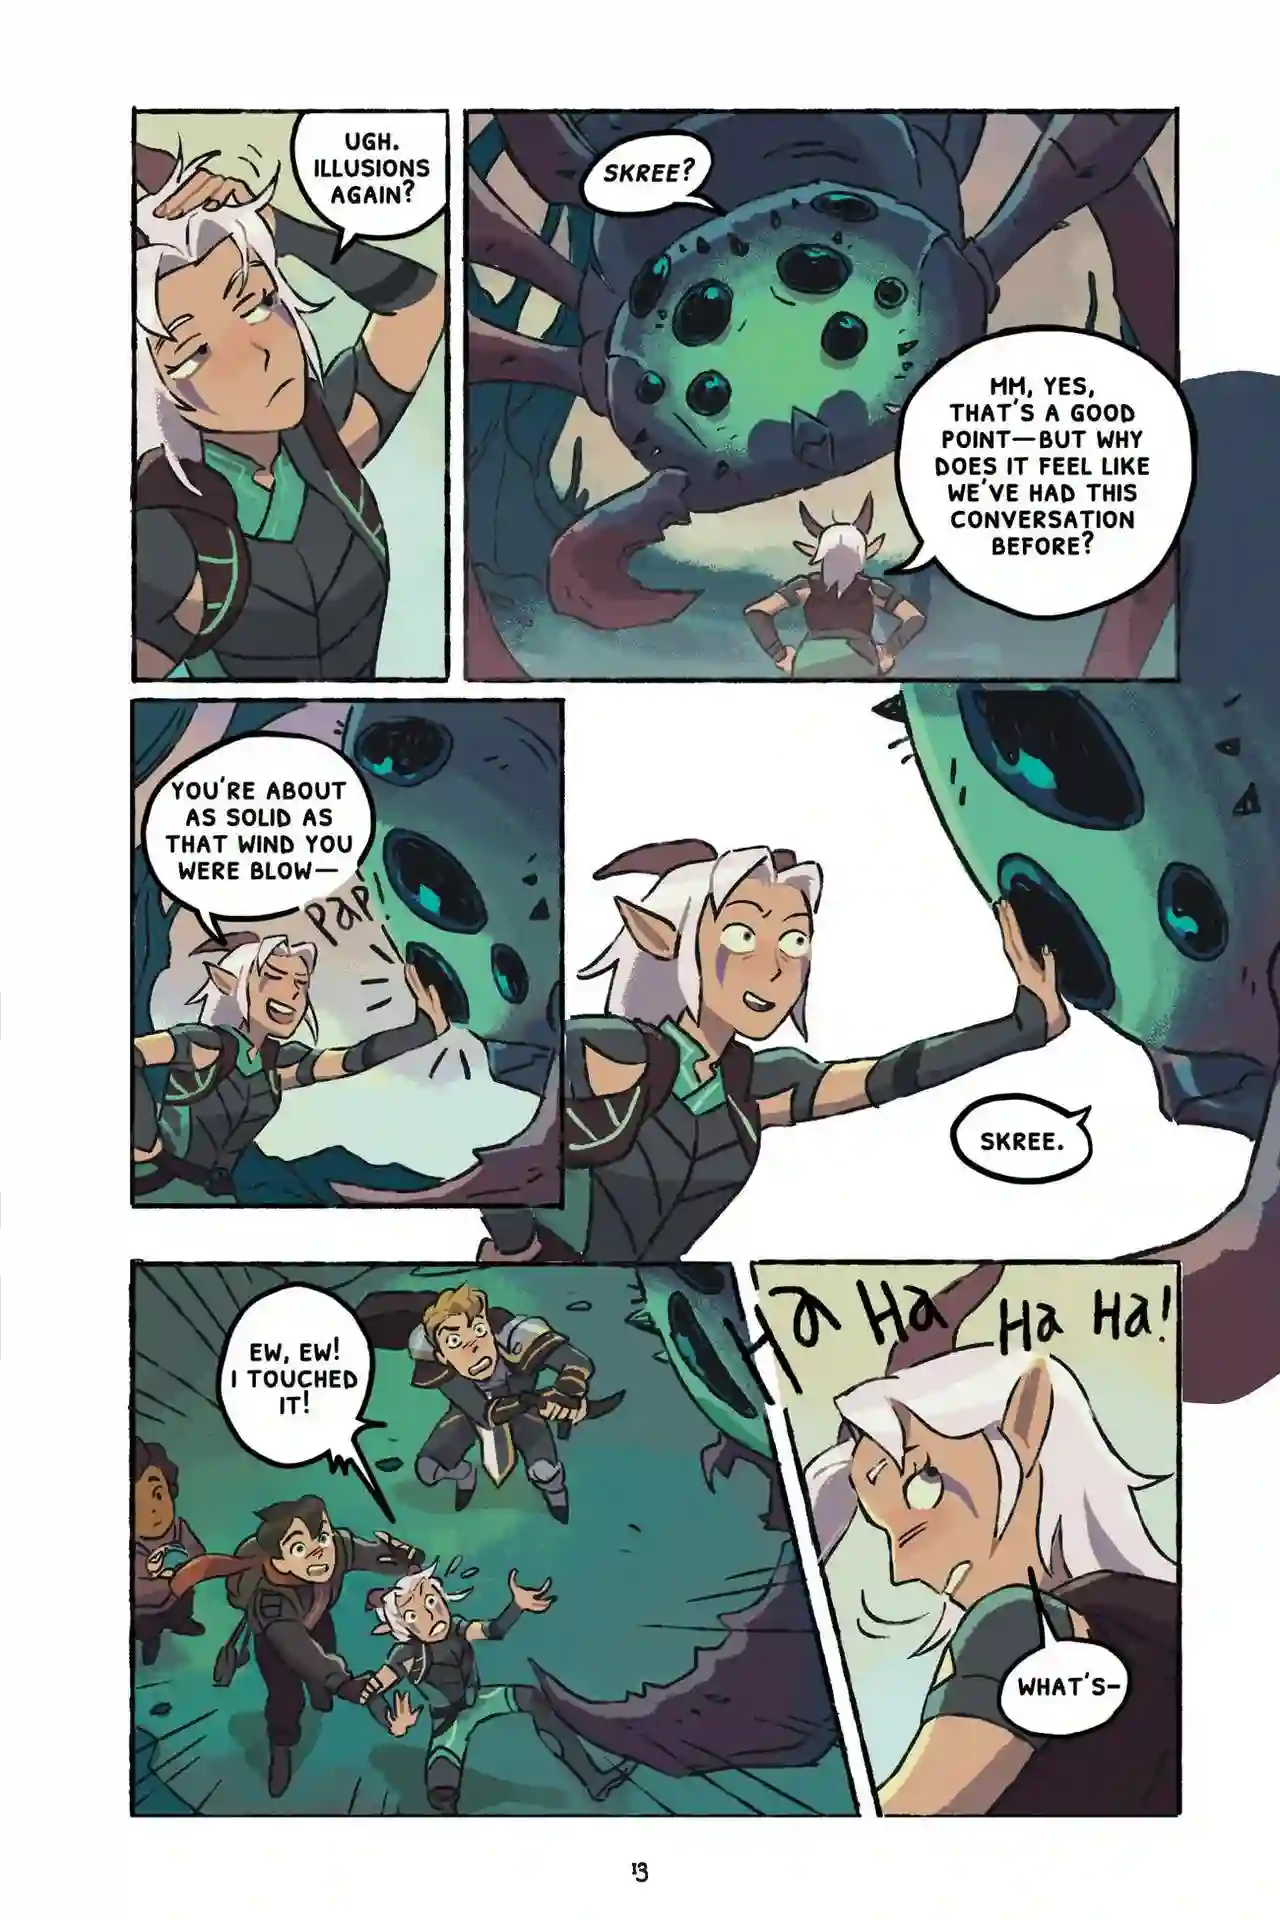 UGH.
ILLUSIONS
AGAIN?
SKREE?
MM, YES,
THAT'S A GOOD
POINT—BUT WHY
DOES IT FEEL LIKE
WE'VE HAD THIS
CONVERSATION
BEFORE?
YOU'RE ABOUT
AS SOLID AS
THAT WIND YOU
WERE BLOW—
PAP!
SKREE.
EW, EW!
I TOUCHED
IT!
HA HA HA HA!
WHAT'S-
13